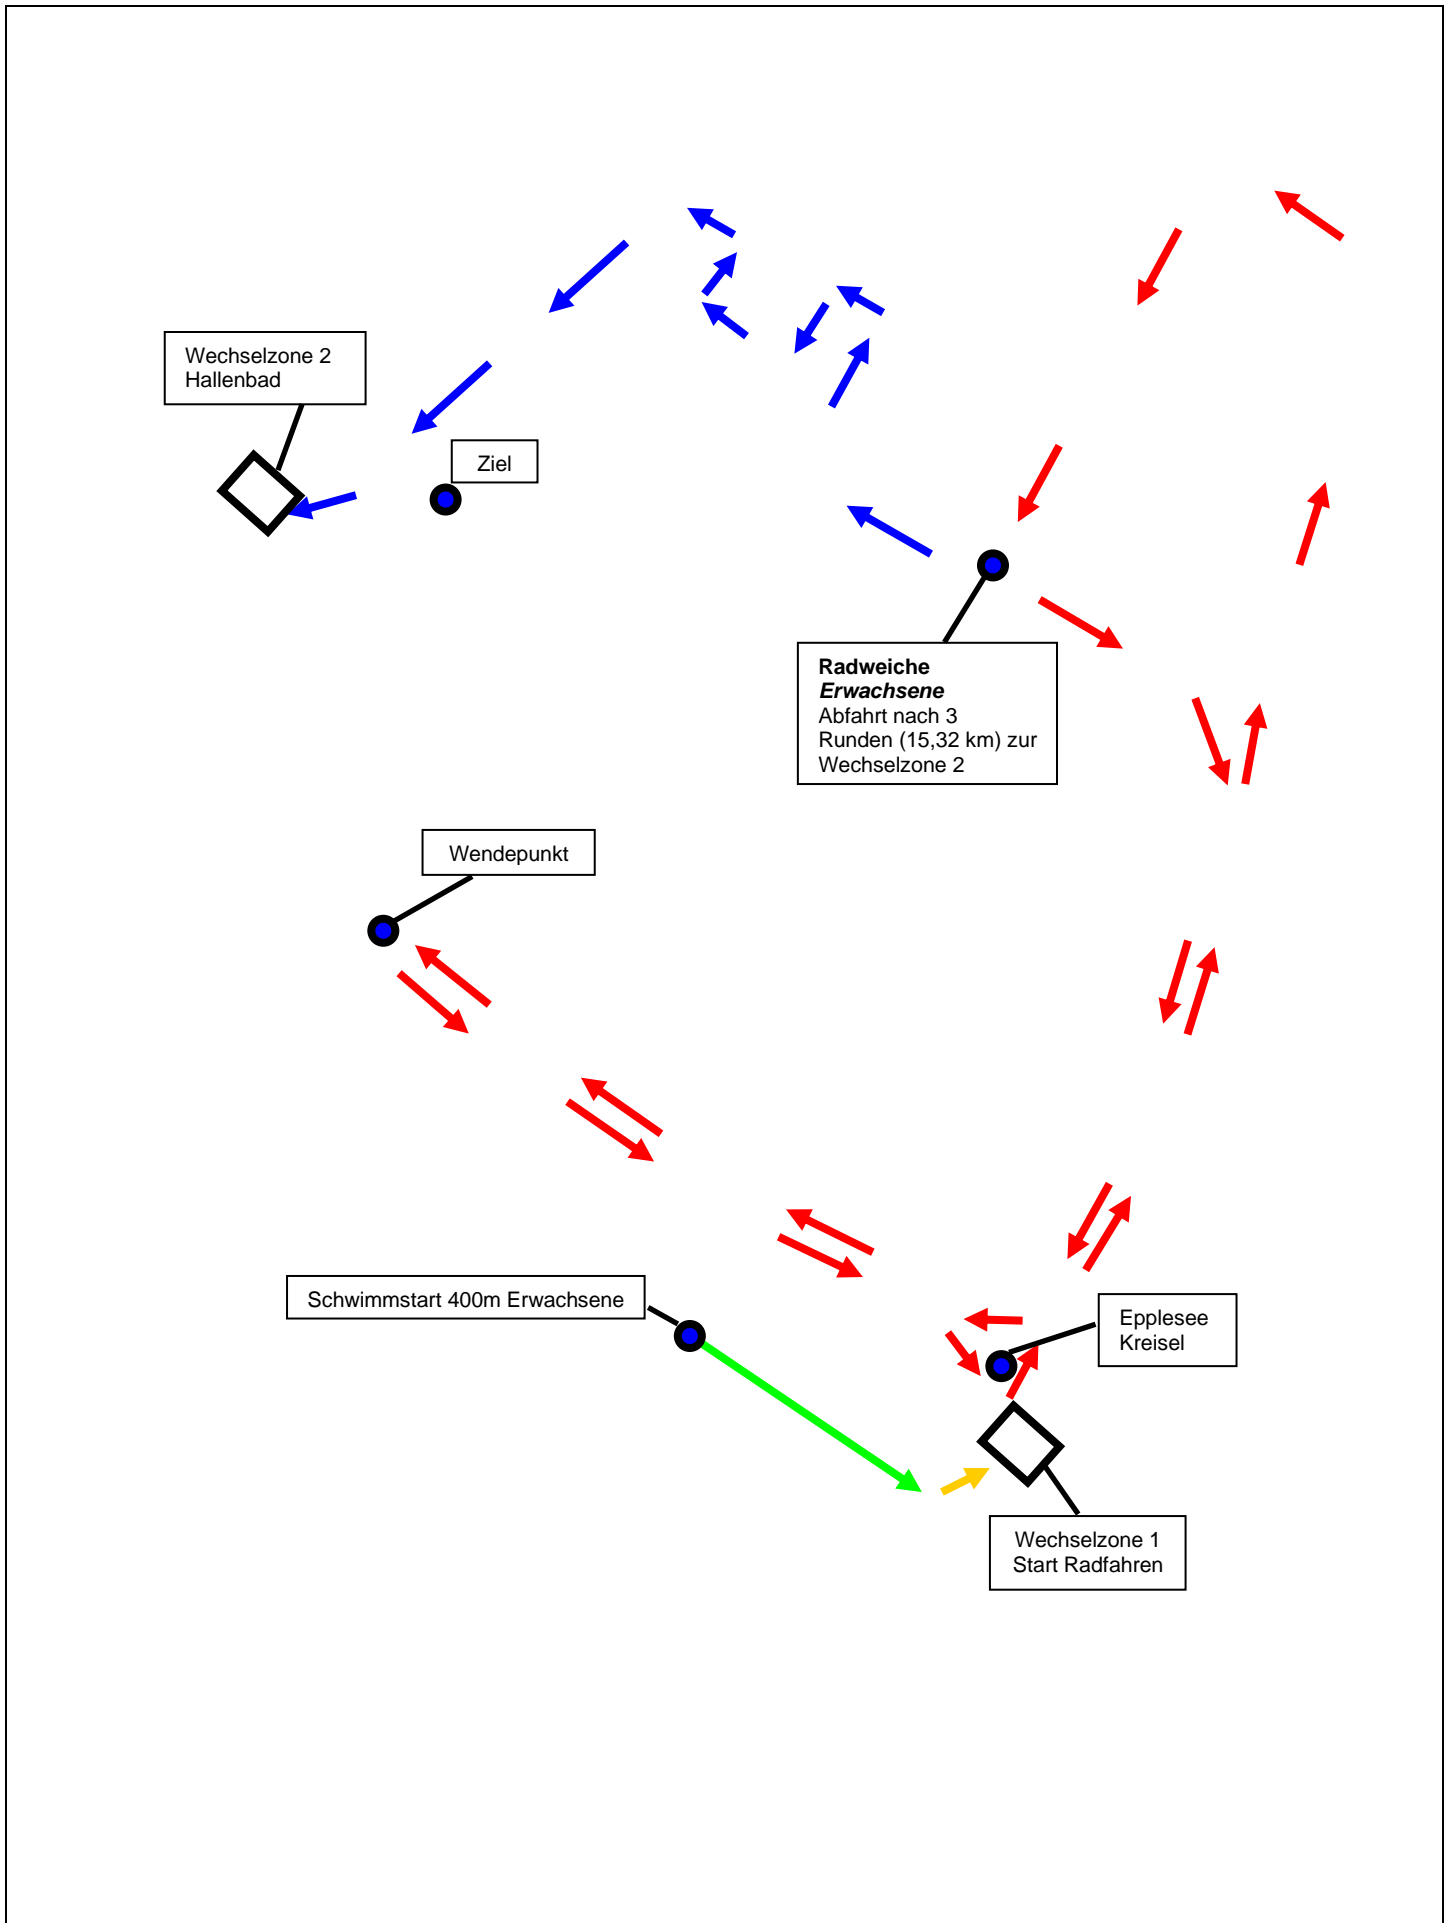 Wechselzone 2
Hallenbad
Ziel
Radweiche
Erwachsene
Abfahrt nach 3
Runden (15,32 km) zur
Wechselzone 2
Wendepunkt
Schwimmstart 400m Erwachsene
Epplesee
Kreisel
Wechselzone 1
Start Radfahren